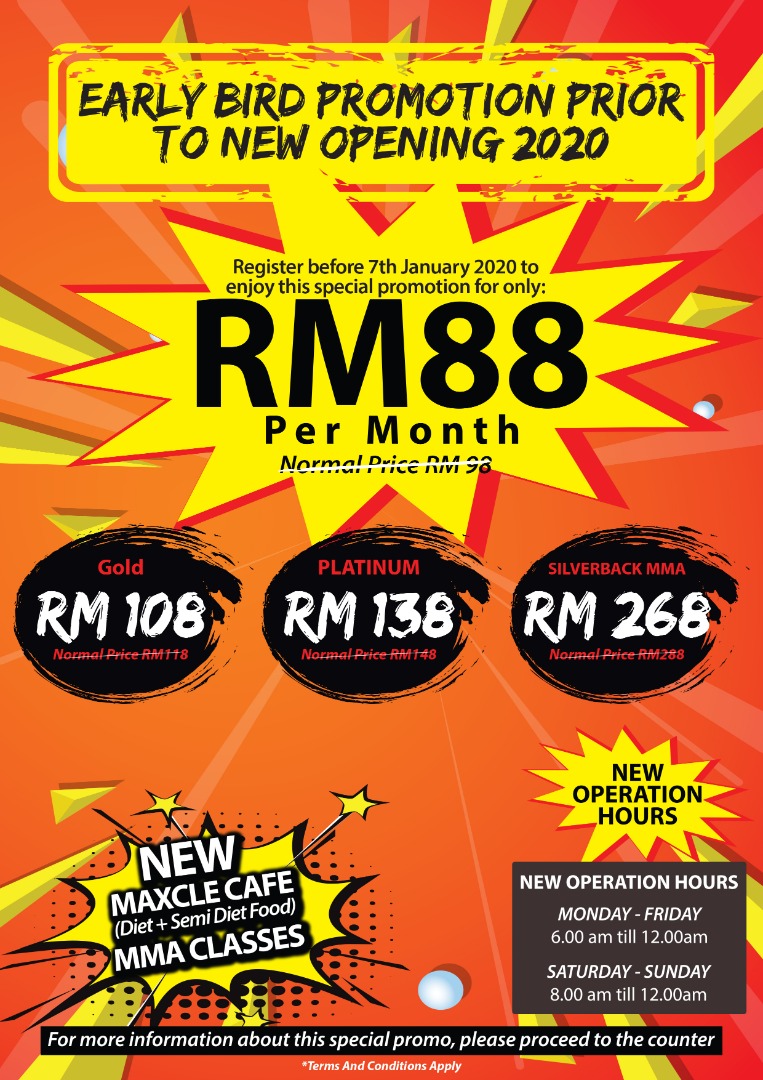 EARLY BIRD PROMOTION PRIOR
TO NEW OPENING 2020
Register before 7th January 2020 to
enjoy this special promotion for only:
RM88
Per Month
Normal Price RM 98
Gold
RM 108
Normal Price RM118
PLATINUM
RM 138
Normal Price RM148
SILVERBACK MMA
RM 268
Normal Price RM288
NEW
OPERATION
HOURS
NEW
MAXCLE CAFE
(Diet + Semi Diet Food)
MMA CLASSES
NEW OPERATION HOURS
MONDAY - FRIDAY
6.00 am till 12.00am
SATURDAY - SUNDAY
8.00 am till 12.00am
For more information about this special promo, please proceed to the counter
*Terms And Conditions Apply